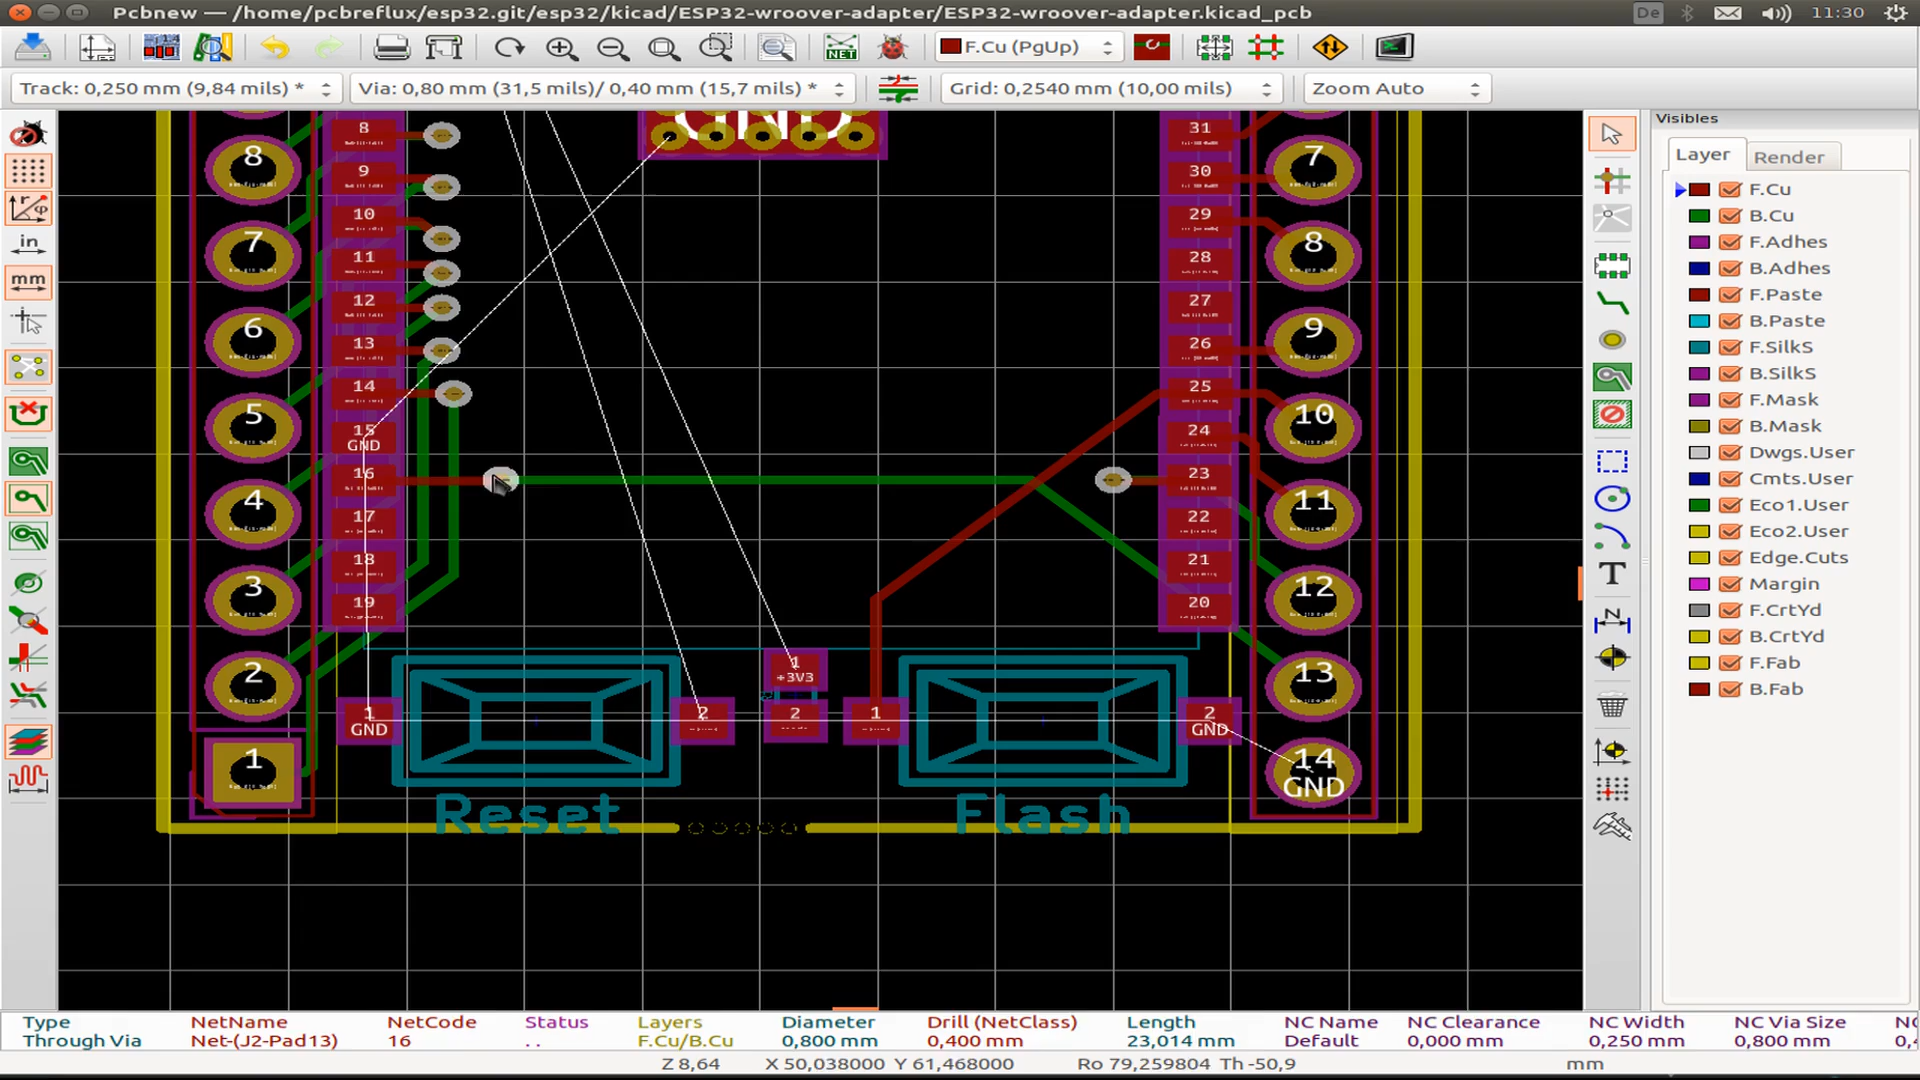 Pcbnew — /home/pcbreflux/esp32.git/esp32/kicad/ESP32-wroover-adapter/ESP32-wroover-adapter.kicad_pcb
De
11:30
NET
F.Cu (PgUp)
Track: 0,250 mm (9,84 mils) *
Via: 0,80 mm (31,5 mils)/ 0,40 mm (15,7 mils) *
Grid: 0,2540 mm (10,00 mils)
Zoom Auto
in
mm
Visibles
Layer
Render
F.Cu
B.Cu
F.Adhes
B.Adhes
F.Paste
B.Paste
F.SilkS
B.SilkS
F.Mask
B.Mask
Dwgs.User
Cmts.User
Eco1.User
Eco2.User
Edge.Cuts
Margin
F.CrtYd
B.CrtYd
F.Fab
B.Fab
GND
8
7
6
5
4
3
2
1
8
9
10
11
12
13
14
15
GND
16
17
18
19
31
30
29
28
27
26
25
24
23
22
21
20
7
8
9
10
11
12
13
14
GND
1
GND
2
1
+3V3
2
1
2
GND
Reset
Flash
Type
Through Via
NetName
Net-(J2-Pad13)
NetCode
16
Status
. .
Layers
F.Cu/B.Cu
Diameter
0,800 mm
Drill (NetClass)
0,400 mm
Length
23,014 mm
NC Name
Default
NC Clearance
0,000 mm
NC Width
0,250 mm
NC Via Size
0,800 mm
Z 8,64
X 50,038000 Y 61,468000
Ro 79,259804 Th -50,9
mm